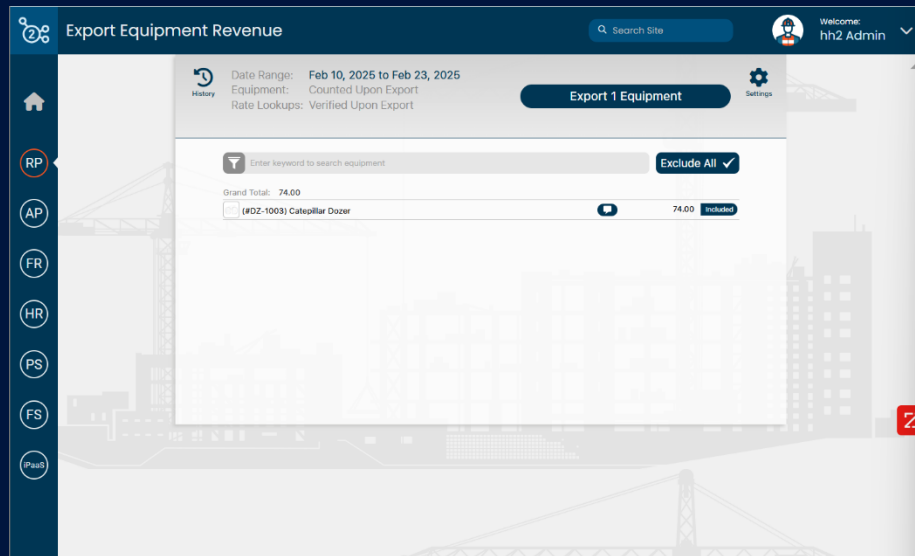 2
Export Equipment Revenue
Search Site
Welcome:
hh2 Admin
History
Date Range: Feb 10, 2025 to Feb 23, 2025
Equipment: Counted Upon Export
Rate Lookups: Verified Upon Export
Export 1 Equipment
Settings
RP
Enter keyword to search equipment
Exclude All
Grand Total: 74.00
(#DZ-1003) Catepillar Dozer 74.00 Included
AP
FR
HR
PS
FS
iPaaS